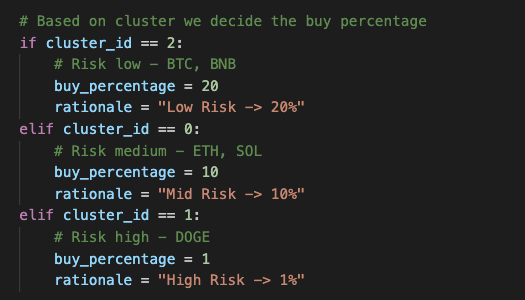 # Based on cluster we decide the buy percentage
if cluster_id == 2:
    # Risk low – BTC, BNB
    buy_percentage = 20
    rationale = "Low Risk –> 20%"
elif cluster_id == 0:
    # Risk medium – ETH, SOL
    buy_percentage = 10
    rationale = "Mid Risk –> 10%"
elif cluster_id == 1:
    # Risk high – DOGE
    buy_percentage = 1
    rationale = "High Risk –> 1%"